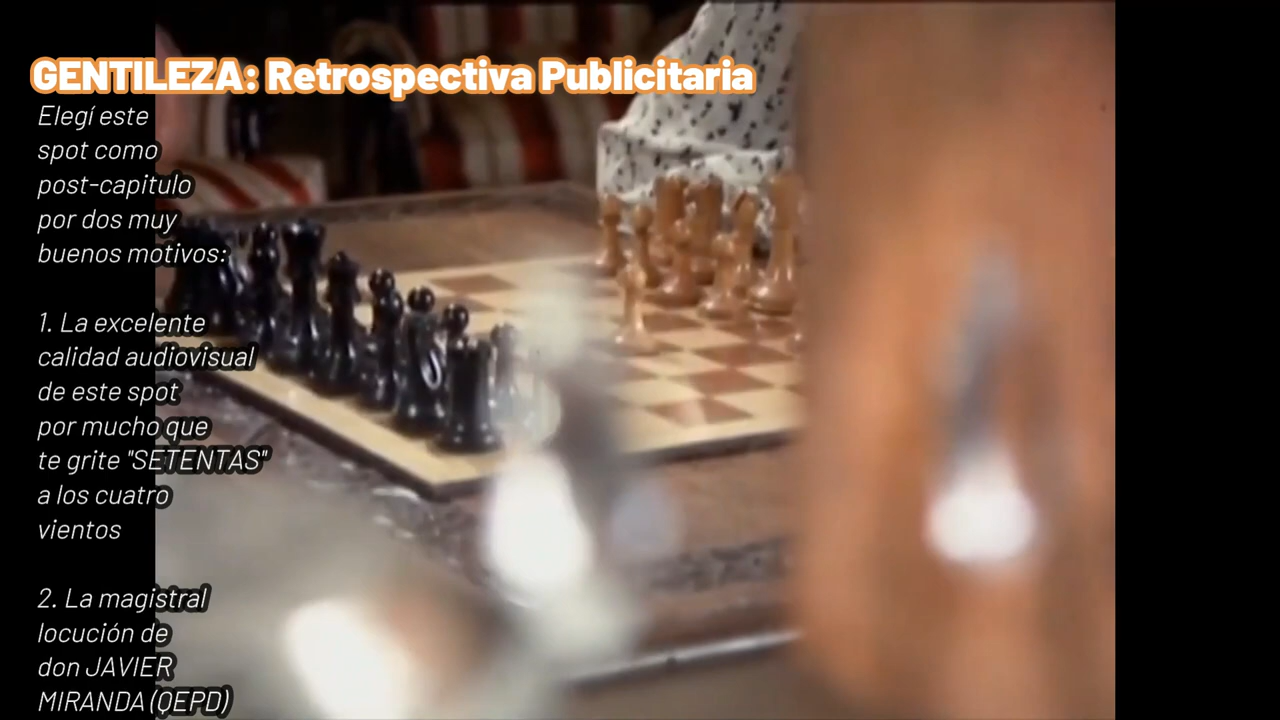 GENTILEZA: Retrospectiva Publicitaria
Elegí este
spot como
post-capitulo
por dos muy
buenos motivos:
1. La excelente
calidad audiovisual
de este spot
por mucho que
te grite "SETENTAS"
a los cuatro
vientos
2. La magistral
locución de
don JAVIER
MIRANDA (QEPD)